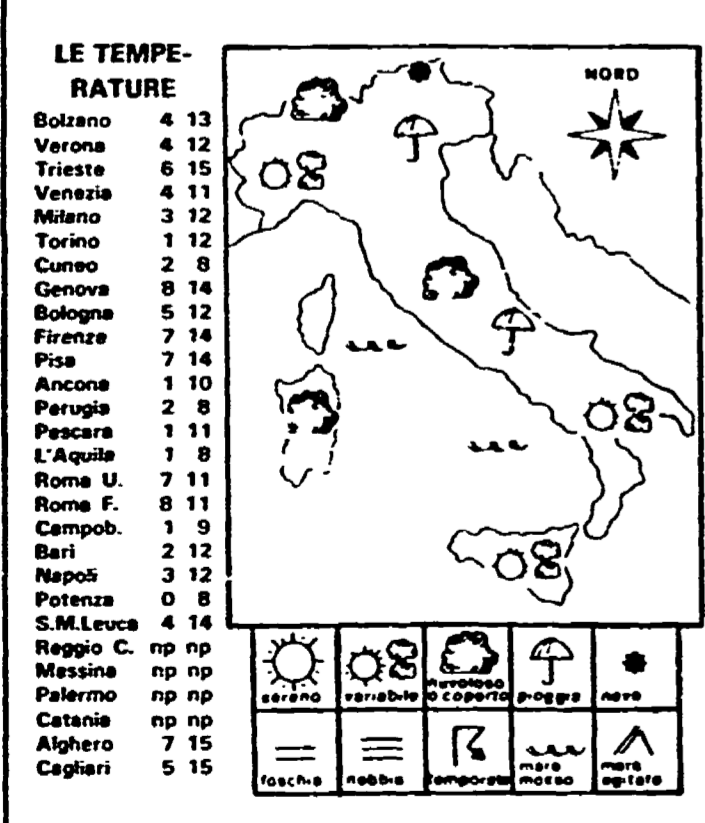 LE TEMPE-
RATURE
Bolzano 4 13
Verona 4 12
Trieste 6 15
Venezia 4 11
Milano 3 12
Torino 1 12
Cuneo 2 8
Genova 8 14
Bologna 5 12
Firenze 7 14
Pisa 7 14
Ancona 1 10
Perugia 2 8
Pescara 1 11
L'Aquila 1 8
Roma U. 7 11
Roma F. 8 11
Campob. 1 9
Bari 2 12
Napoli 3 12
Potenza 0 8
S.M.Leuca 4 14
Reggio C. np np
Messina np np
Palermo np np
Catania np np
Alghero 7 15
Cagliari 5 15
NORD
sereno
variabile
nuvoloso
o coperto
pioggia
neve
foschia
nebbia
temporale
mare
mosso
mare
agitato